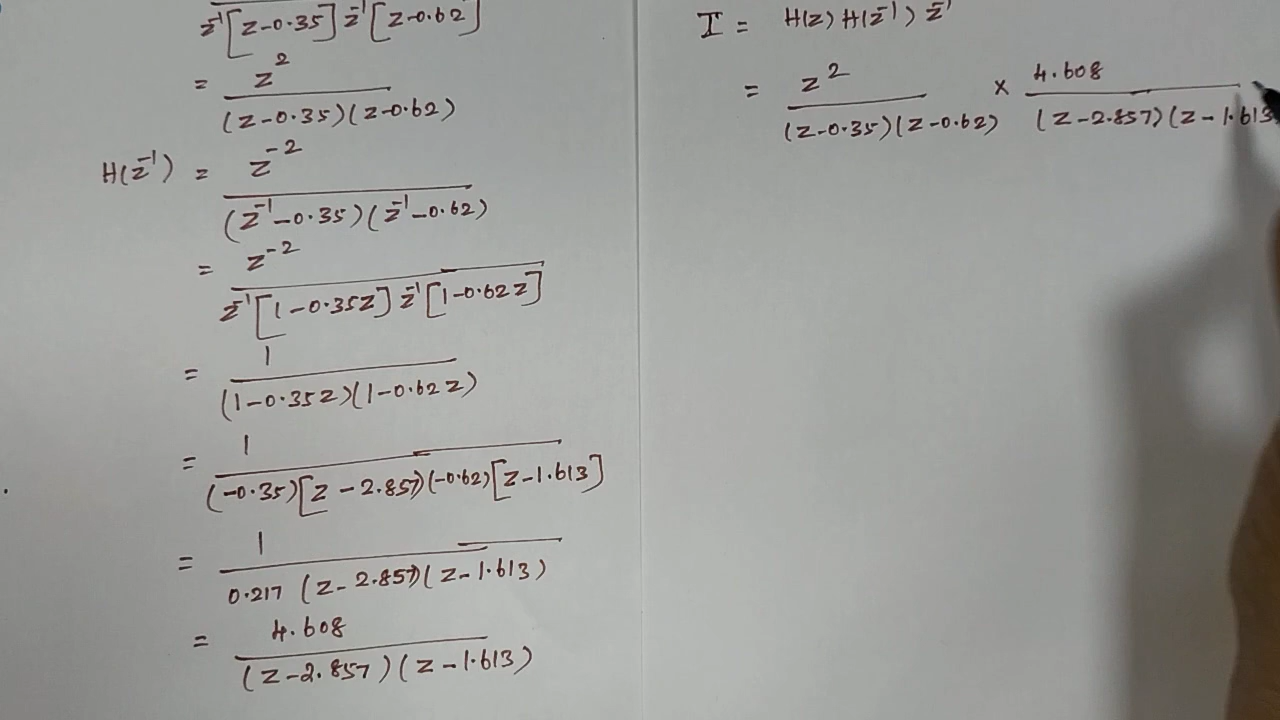 z⁻¹[z-0.35] z⁻¹[z-0.62]
= z² / (z-0.35)(z-0.62)
H(z⁻¹) = z⁻² / (z⁻¹-0.35)(z⁻¹-0.62)
= z⁻² / z⁻¹[1-0.35z] z⁻¹[1-0.62z]
= 1 / (1-0.35z)(1-0.62z)
= 1 / (-0.35)[z-2.857)(-0.62)[z-1.613]
= 1 / 0.217 (z-2.857)(z-1.613)
= 4.608 / (z-2.857)(z-1.613)
I = H(z) H(z⁻¹) z⁻¹
= z² / (z-0.35)(z-0.62) × 4.608 / (z-2.857)(z-1.613